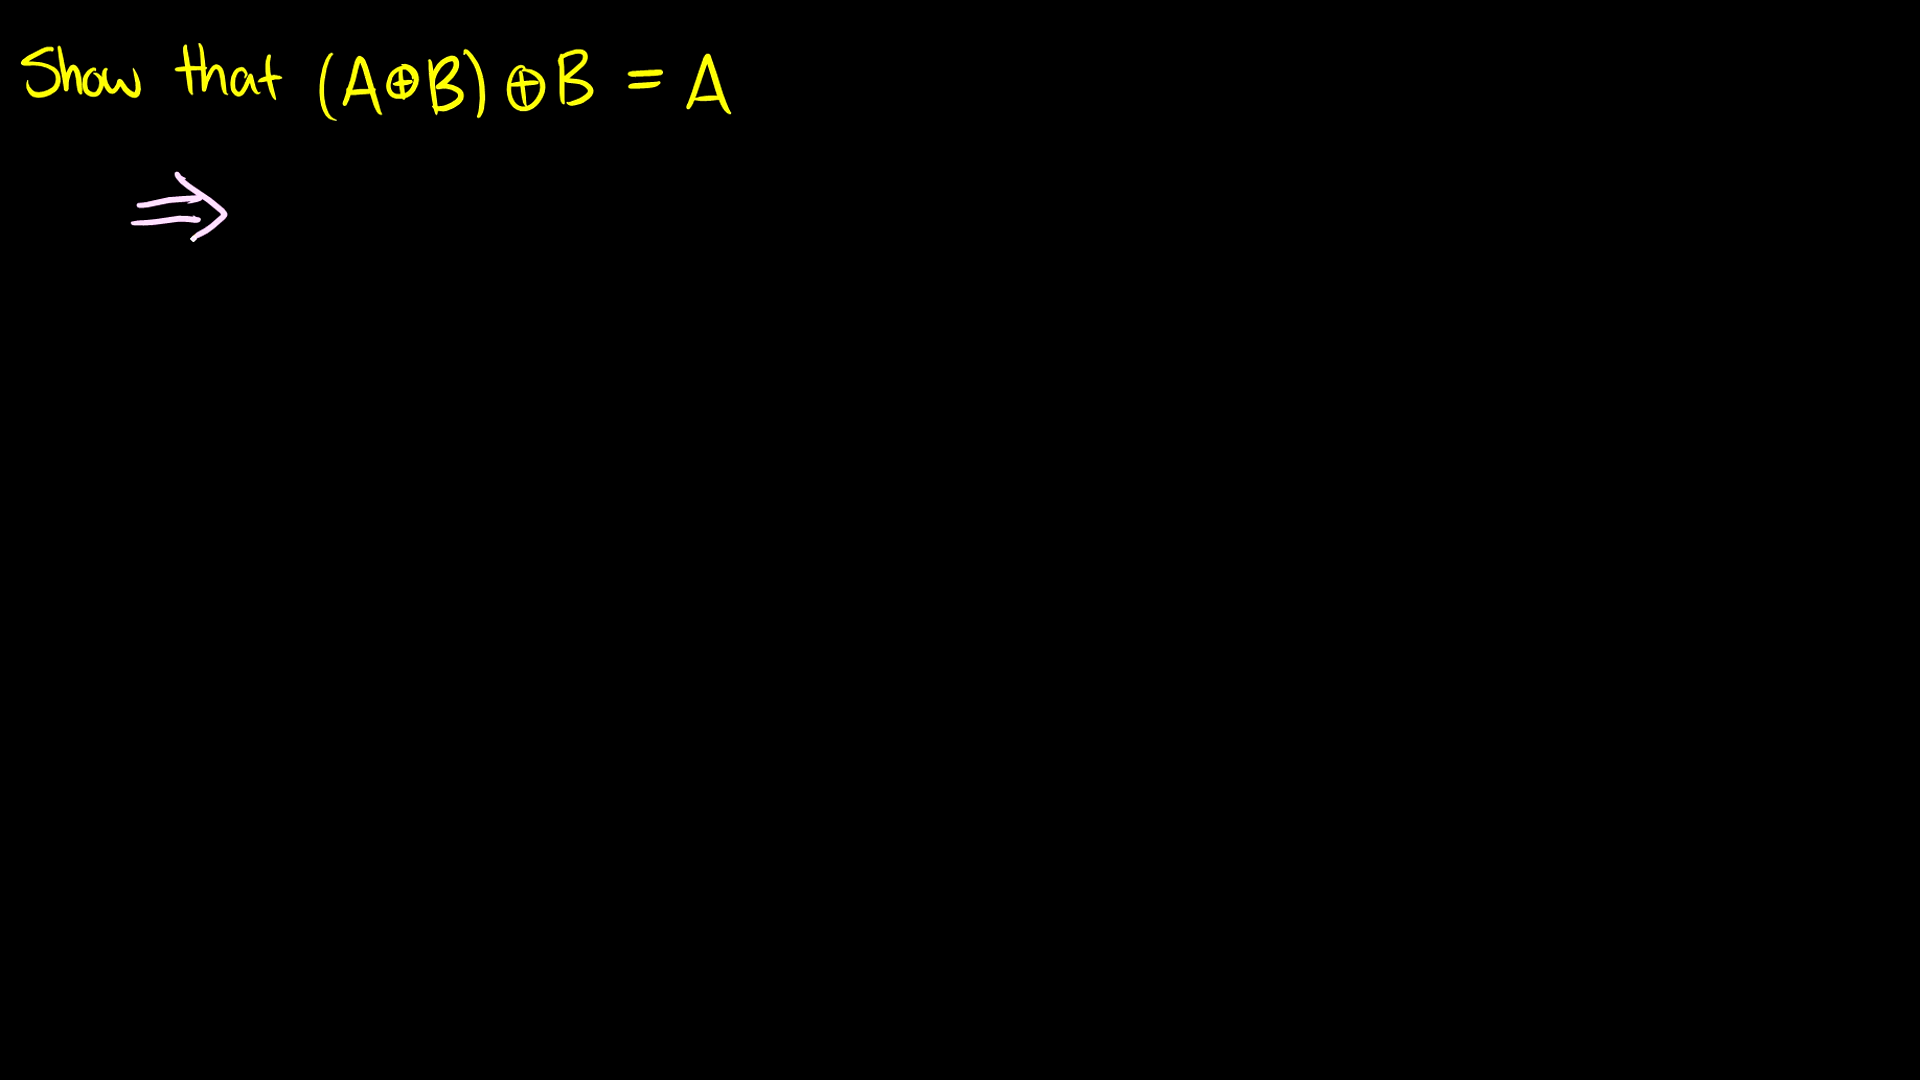 Show that (A⊕B)⊕B = A
⇒